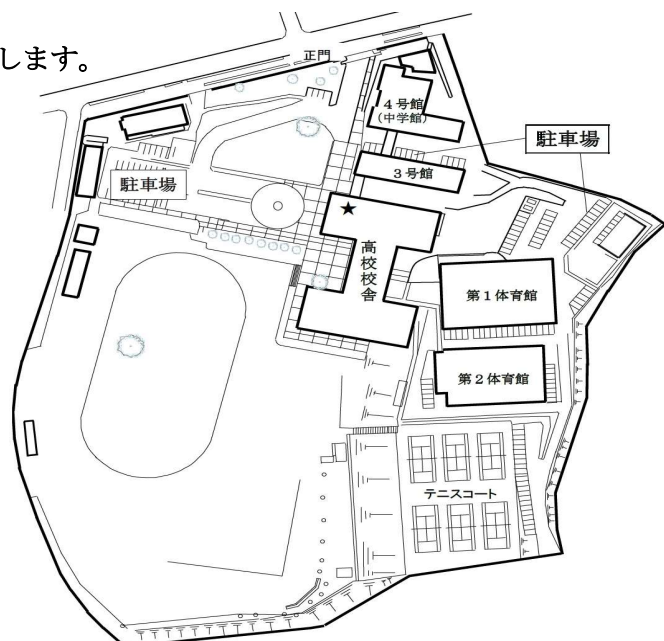 します。
正門
4号館
(中学館)
駐車場
3号館
駐車場
★
高校校舎
第1体育館
第2体育館
テニスコート